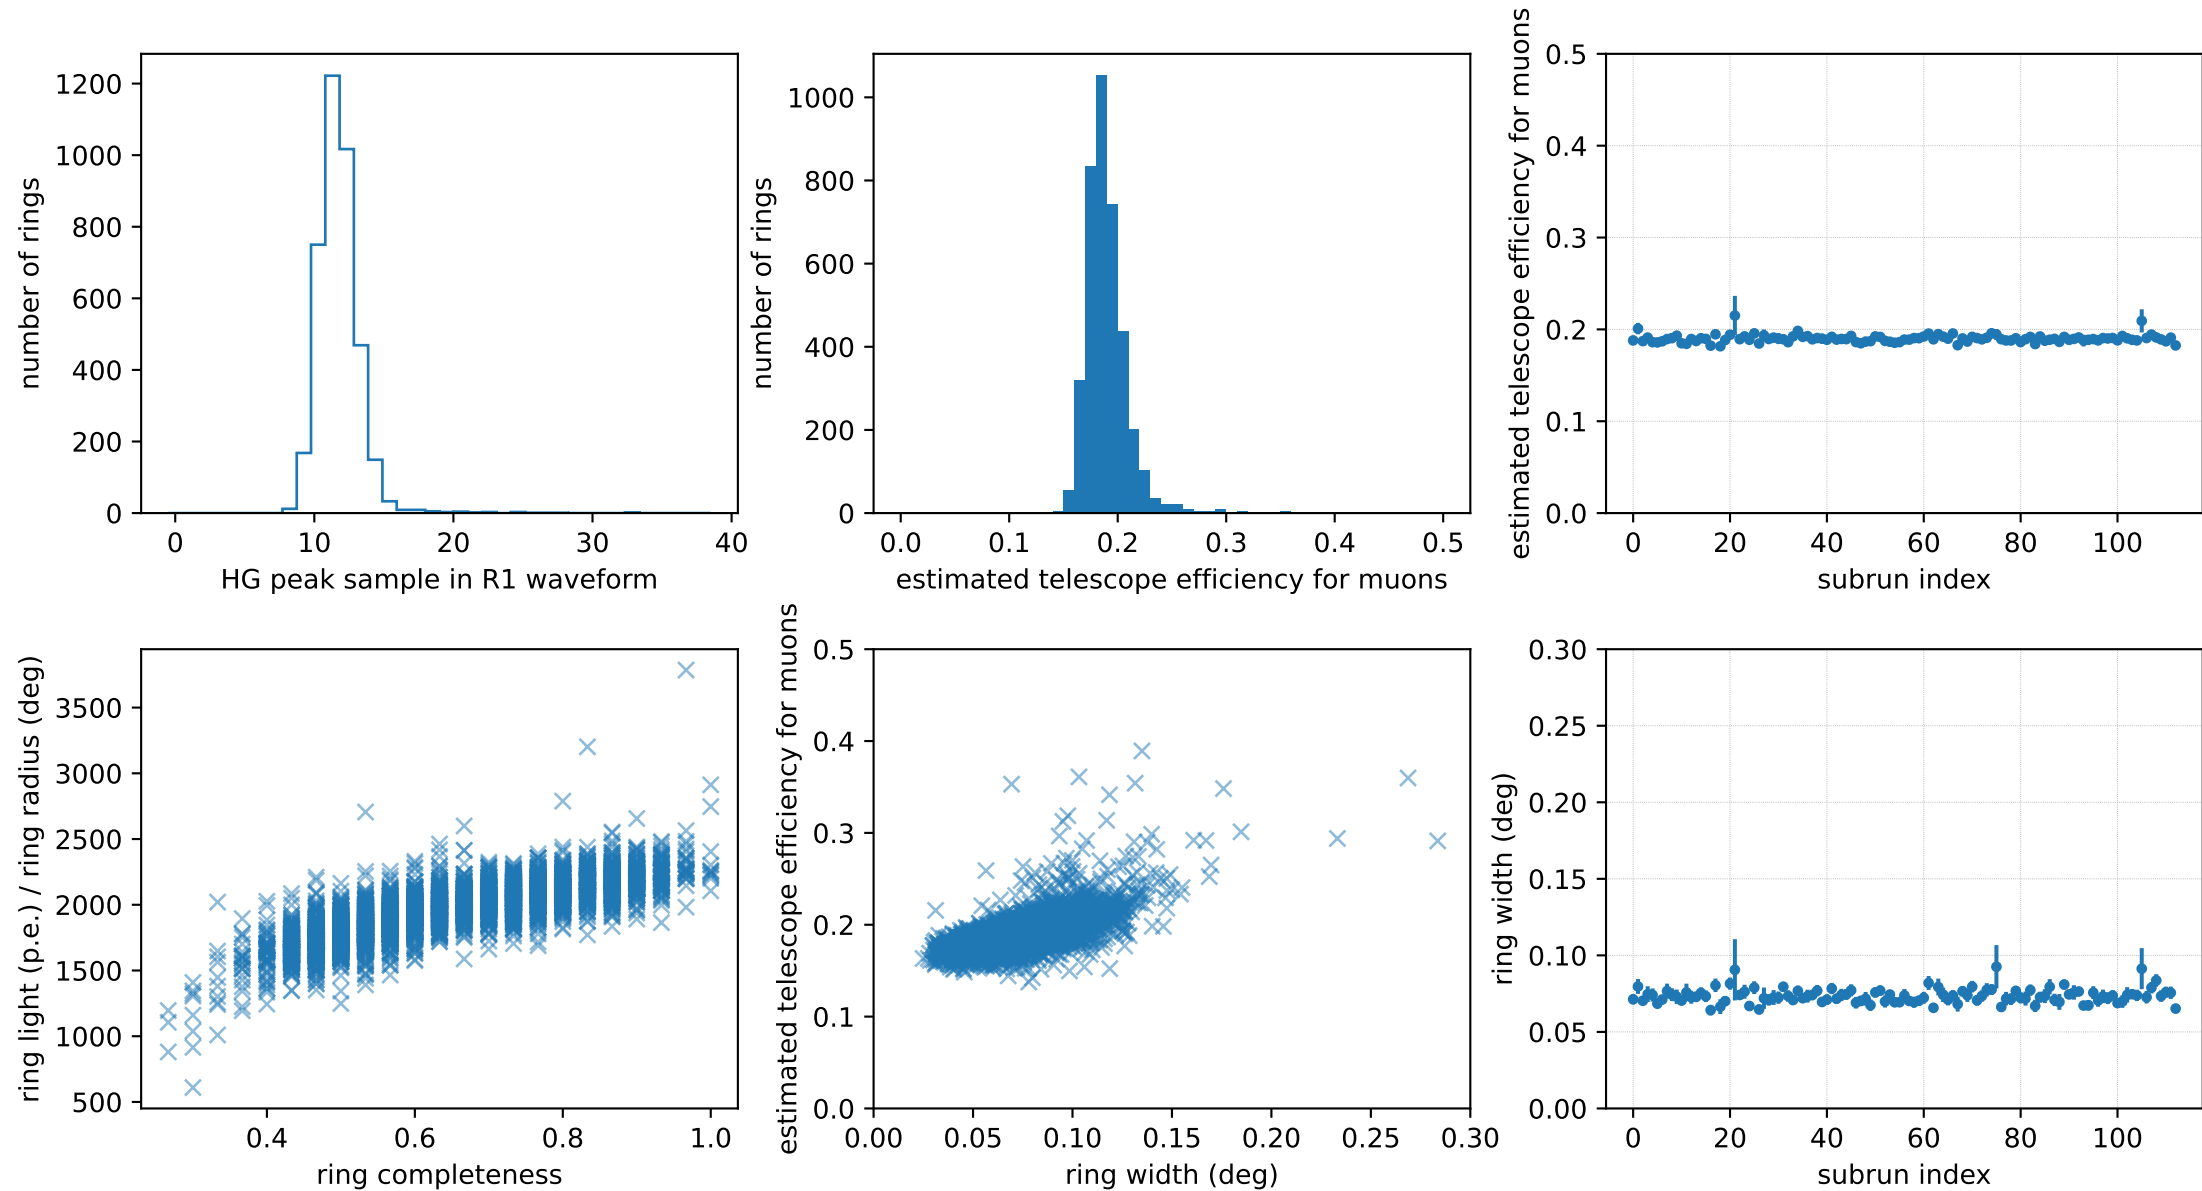 number of rings
1200
1000
800
600
400
200
0
0 10 20 30 40
HG peak sample in R1 waveform
number of rings
1000
800
600
400
200
0
0.0 0.1 0.2 0.3 0.4 0.5
estimated telescope efficiency for muons
estimated telescope efficiency for muons
0.5
0.4
0.3
0.2
0.1
0.0
0 20 40 60 80 100
subrun index
ring light (p.e.) / ring radius (deg)
3500
3000
2500
2000
1500
1000
500
0.4 0.6 0.8 1.0
ring completeness
estimated telescope efficiency for muons
0.5
0.4
0.3
0.2
0.1
0.0
0.00 0.05 0.10 0.15 0.20 0.25 0.30
ring width (deg)
ring width (deg)
0.30
0.25
0.20
0.15
0.10
0.05
0.00
0 20 40 60 80 100
subrun index